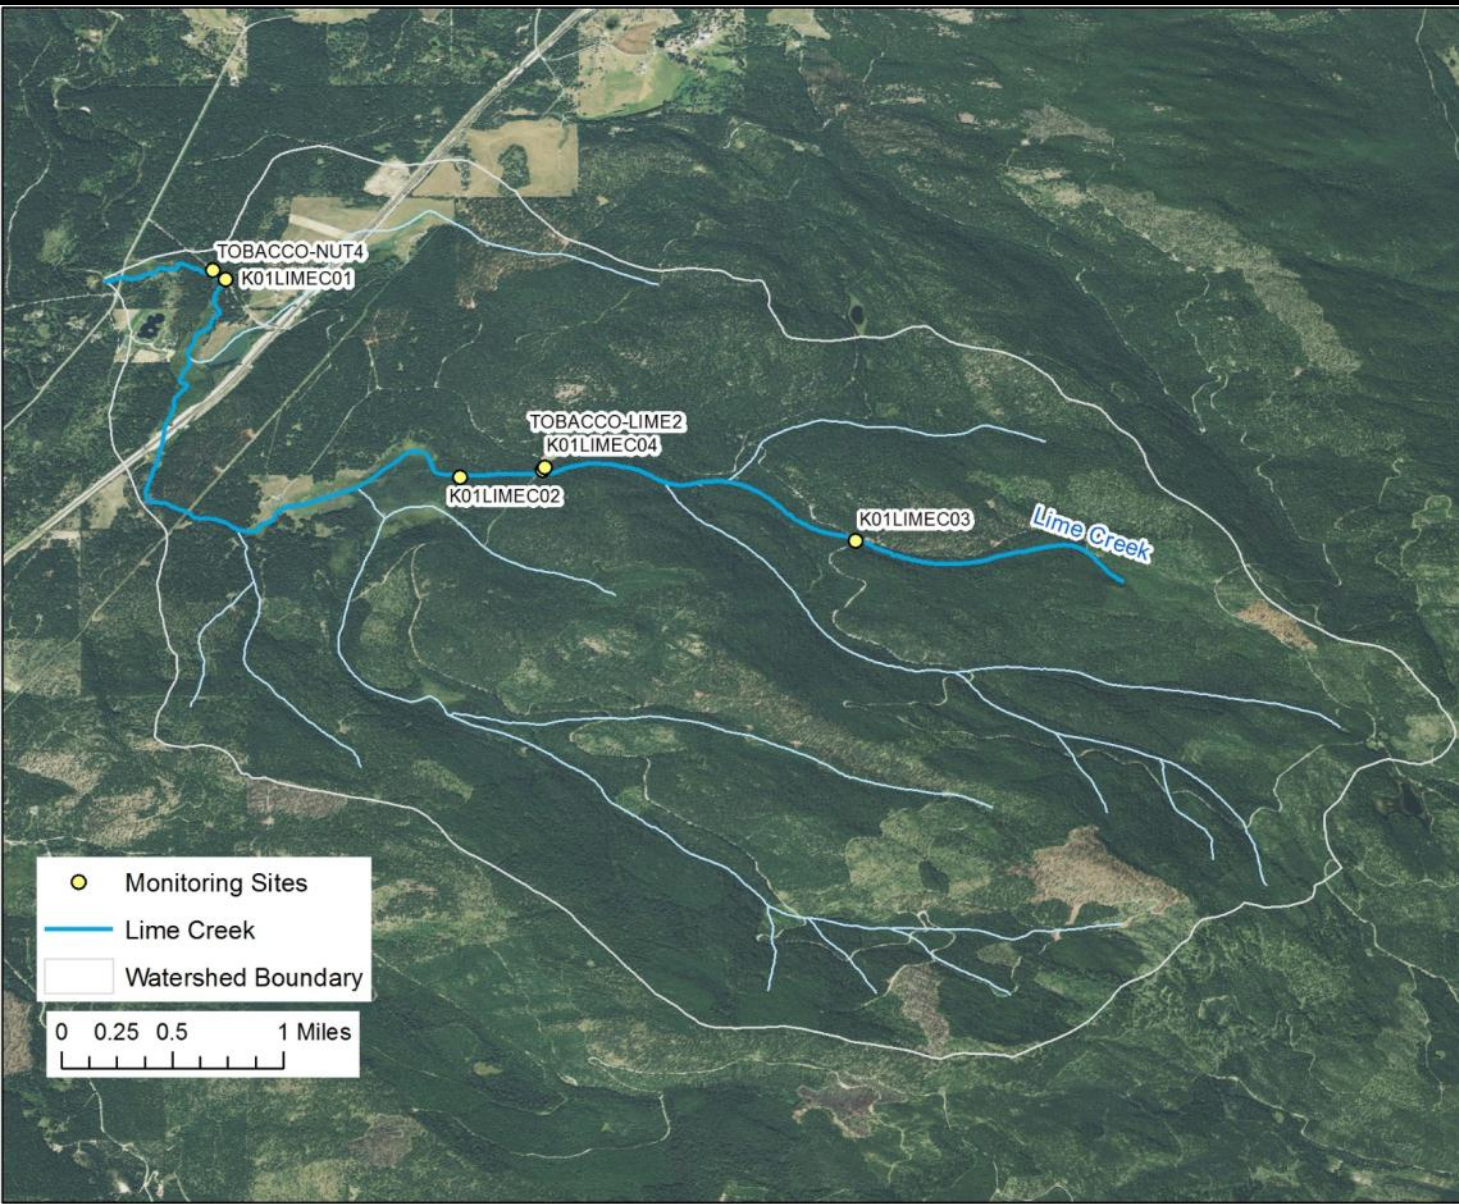 TOBACCO-NUT4
K01LIMEC01
TOBACCO-LIME2
K01LIMEC04
K01LIMEC02
K01LIMEC03
Lime Creek
Monitoring Sites
Lime Creek
Watershed Boundary
0 0.25 0.5 1 Miles